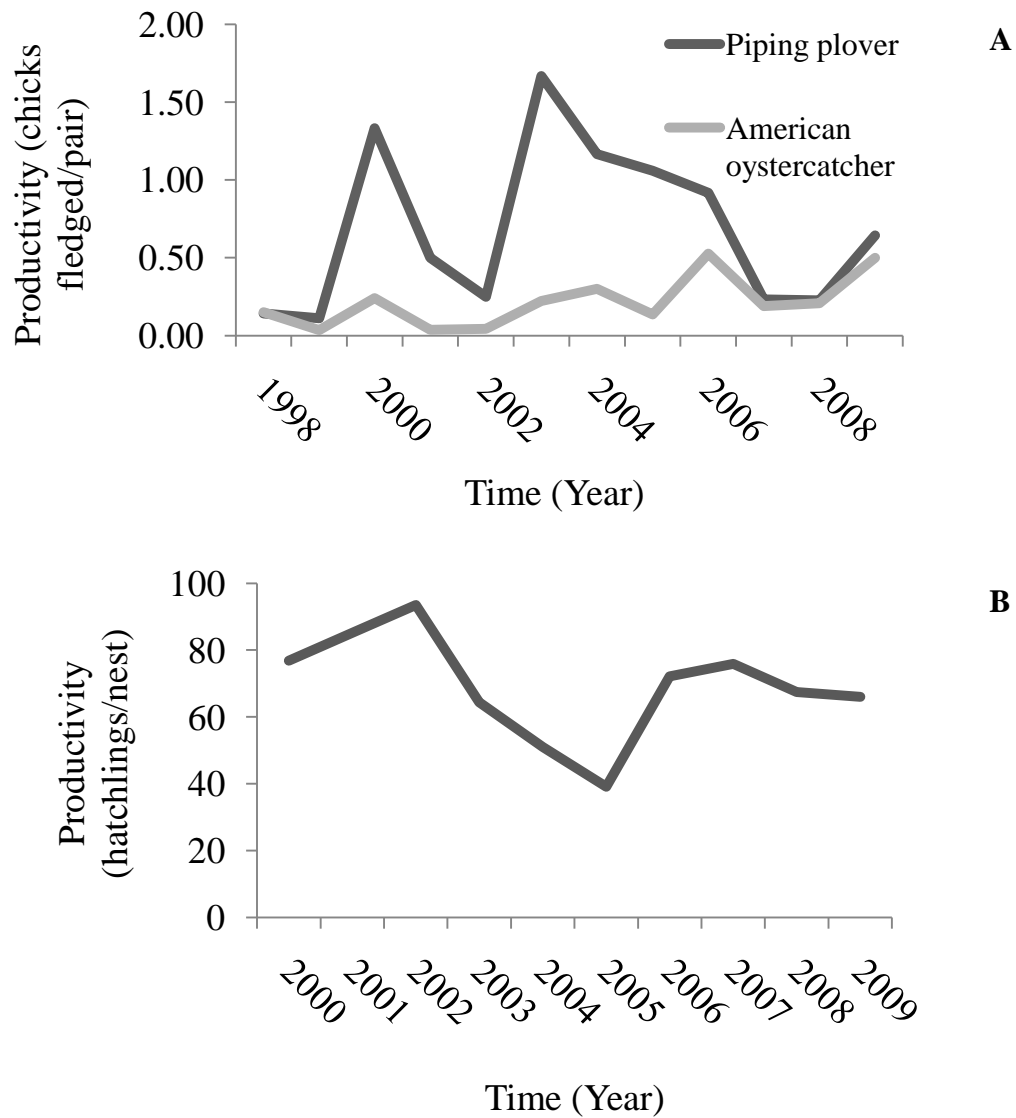 2.00
1.50
1.00
0.50
0.00
Productivity (chicks
fledged/pair)
Piping plover
American
oystercatcher
A
1998
2000
2002
2004
2006
2008
Time (Year)
100
80
60
40
20
0
Productivity
(hatchlings/nest)
B
2000
2001
2002
2003
2004
2005
2006
2007
2008
2009
Time (Year)